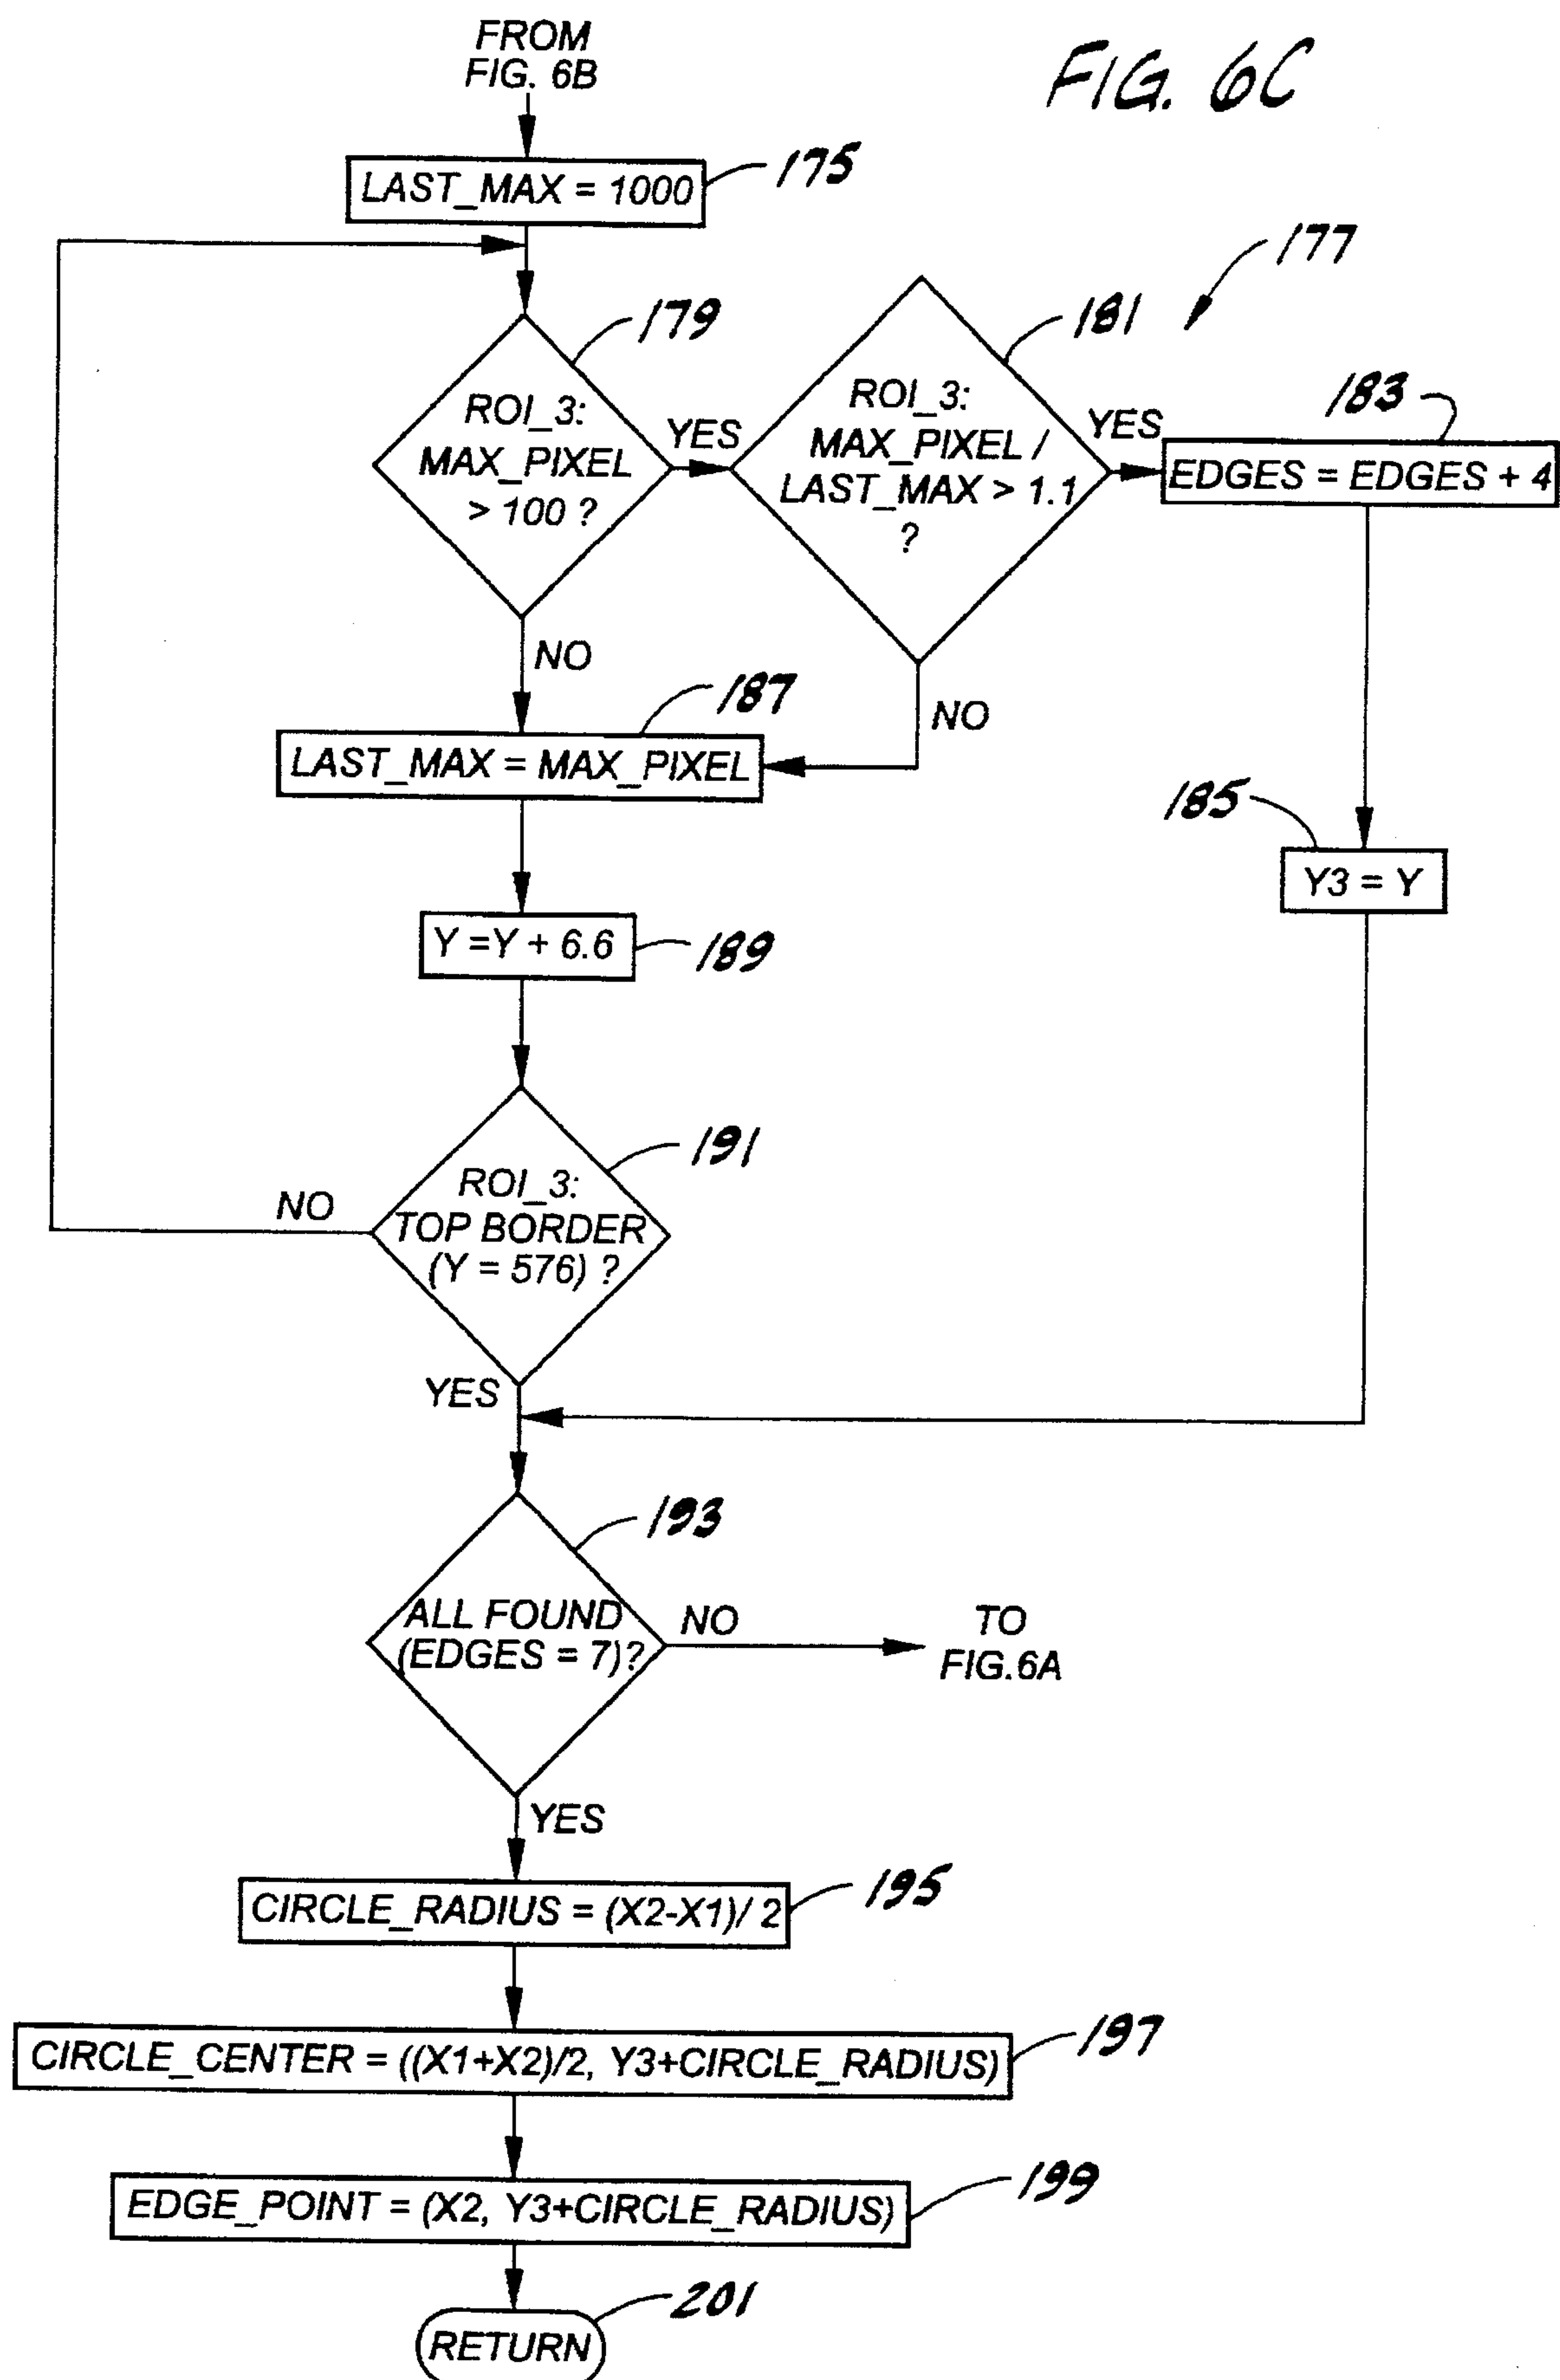 FROM
FIG. 6B
FIG. 6C
LAST_MAX = 1000
175
177
179
181
ROI_3:
MAX_PIXEL
> 100 ?
YES
ROI_3:
MAX_PIXEL /
LAST_MAX > 1.1
?
YES
183
EDGES = EDGES + 4
NO
NO
187
LAST_MAX = MAX_PIXEL
185
Y3 = Y
Y =Y + 6.6
189
191
ROI_3:
TOP BORDER
(Y = 576) ?
NO
YES
193
ALL FOUND
(EDGES = 7)?
NO
TO
FIG.6A
YES
195
CIRCLE_RADIUS = (X2-X1)/ 2
197
CIRCLE_CENTER = ((X1+X2)/2, Y3+CIRCLE_RADIUS)
199
EDGE_POINT = (X2, Y3+CIRCLE_RADIUS)
201
RETURN